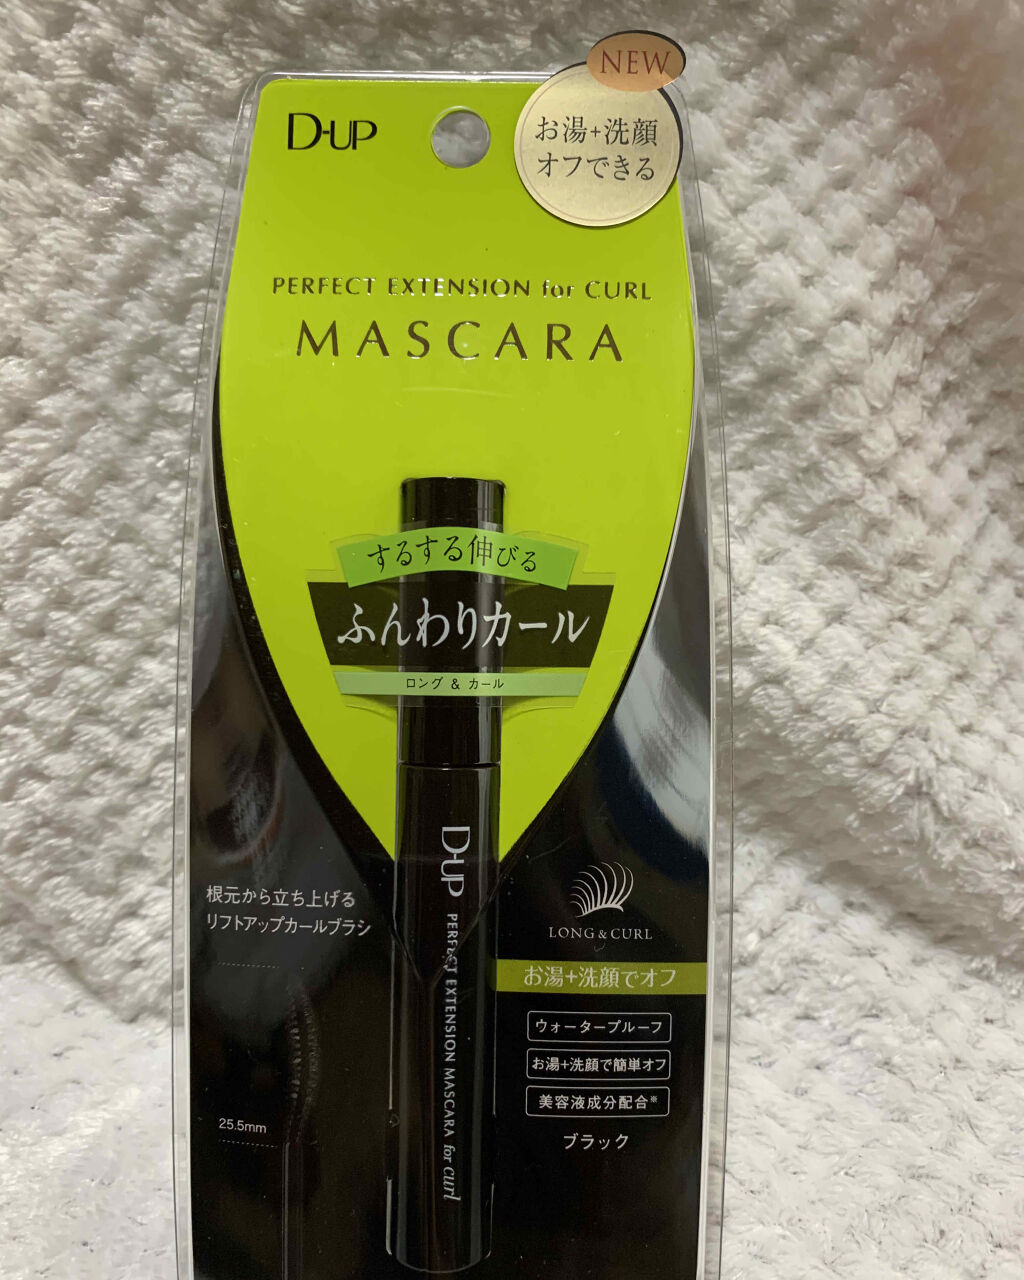 NEW
D-UP
お湯+洗顔
オフできる
PERFECT EXTENSION for CURL
MASCARA
するする伸びる
ふんわりカール
ロング & カール
D-UP PERFECT EXTENSION MASCARA for curl
根元から立ち上げる
リフトアップカールブラシ
25.5mm
LONG & CURL
お湯+洗顔でオフ
ウォータープルーフ
お湯+洗顔で簡単オフ
美容液成分配合※
ブラック